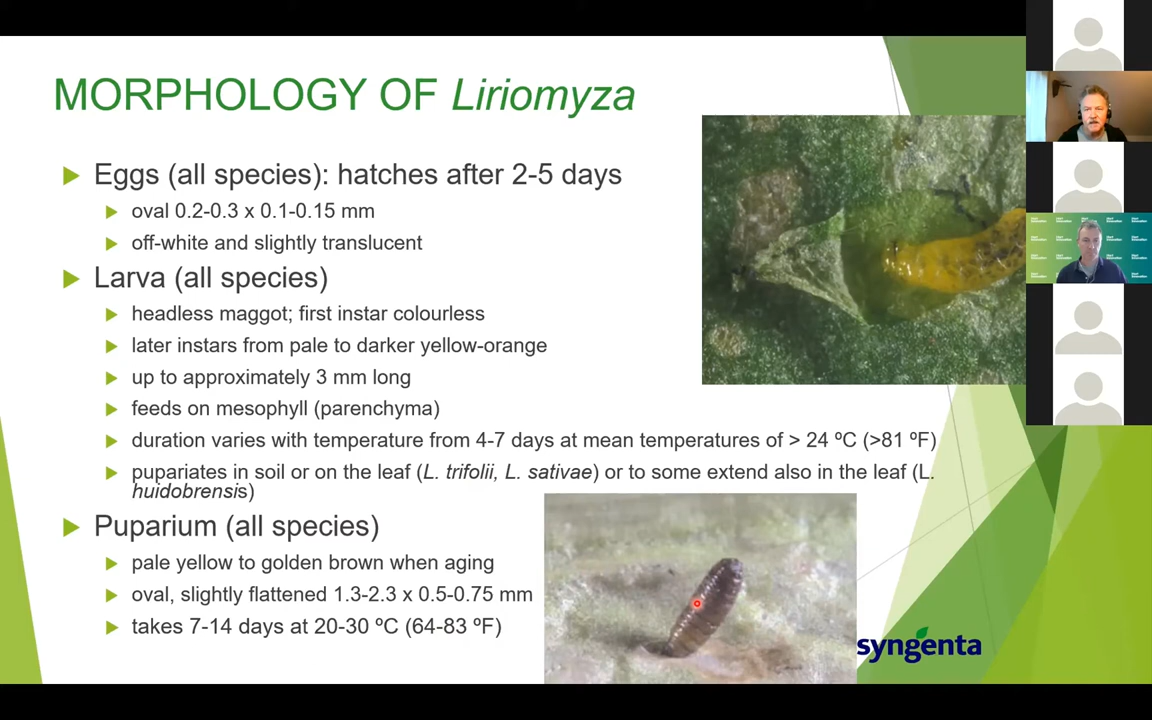 MORPHOLOGY OF Liriomyza
Eggs (all species): hatches after 2-5 days
oval 0.2-0.3 x 0.1-0.15 mm
off-white and slightly translucent
Larva (all species)
headless maggot; first instar colourless
later instars from pale to darker yellow-orange
up to approximately 3 mm long
feeds on mesophyll (parenchyma)
duration varies with temperature from 4-7 days at mean temperatures of > 24 ºC (>81 ºF)
pupariates in soil or on the leaf (L. trifolii, L. sativae) or to some extend also in the leaf (L.
huidobrensis)
Puparium (all species)
pale yellow to golden brown when aging
oval, slightly flattened 1.3-2.3 x 0.5-0.75 mm
takes 7-14 days at 20-30 ºC (64-83 ºF)
syngenta